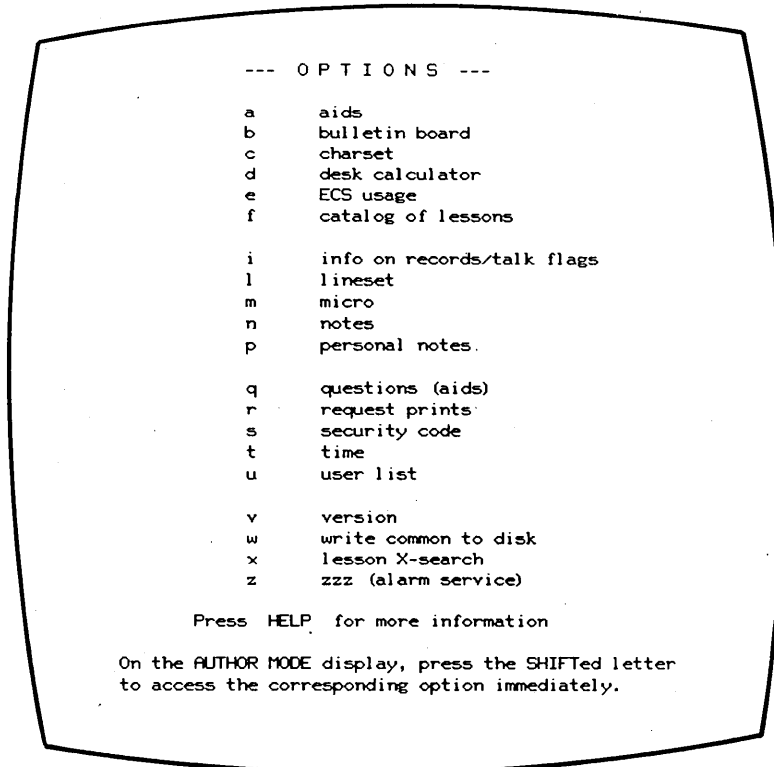 --- O P T I O N S ---
a aids
b bulletin board
c charset
d desk calculator
e ECS usage
f catalog of lessons
i info on records/talk flags
l lineset
m micro
n notes
p personal notes
q questions (aids)
r request prints
s security code
t time
u user list
v version
w write common to disk
x lesson X-search
z zzz (alarm service)
Press HELP for more information
On the AUTHOR MODE display, press the SHIFTed letter
to access the corresponding option immediately.